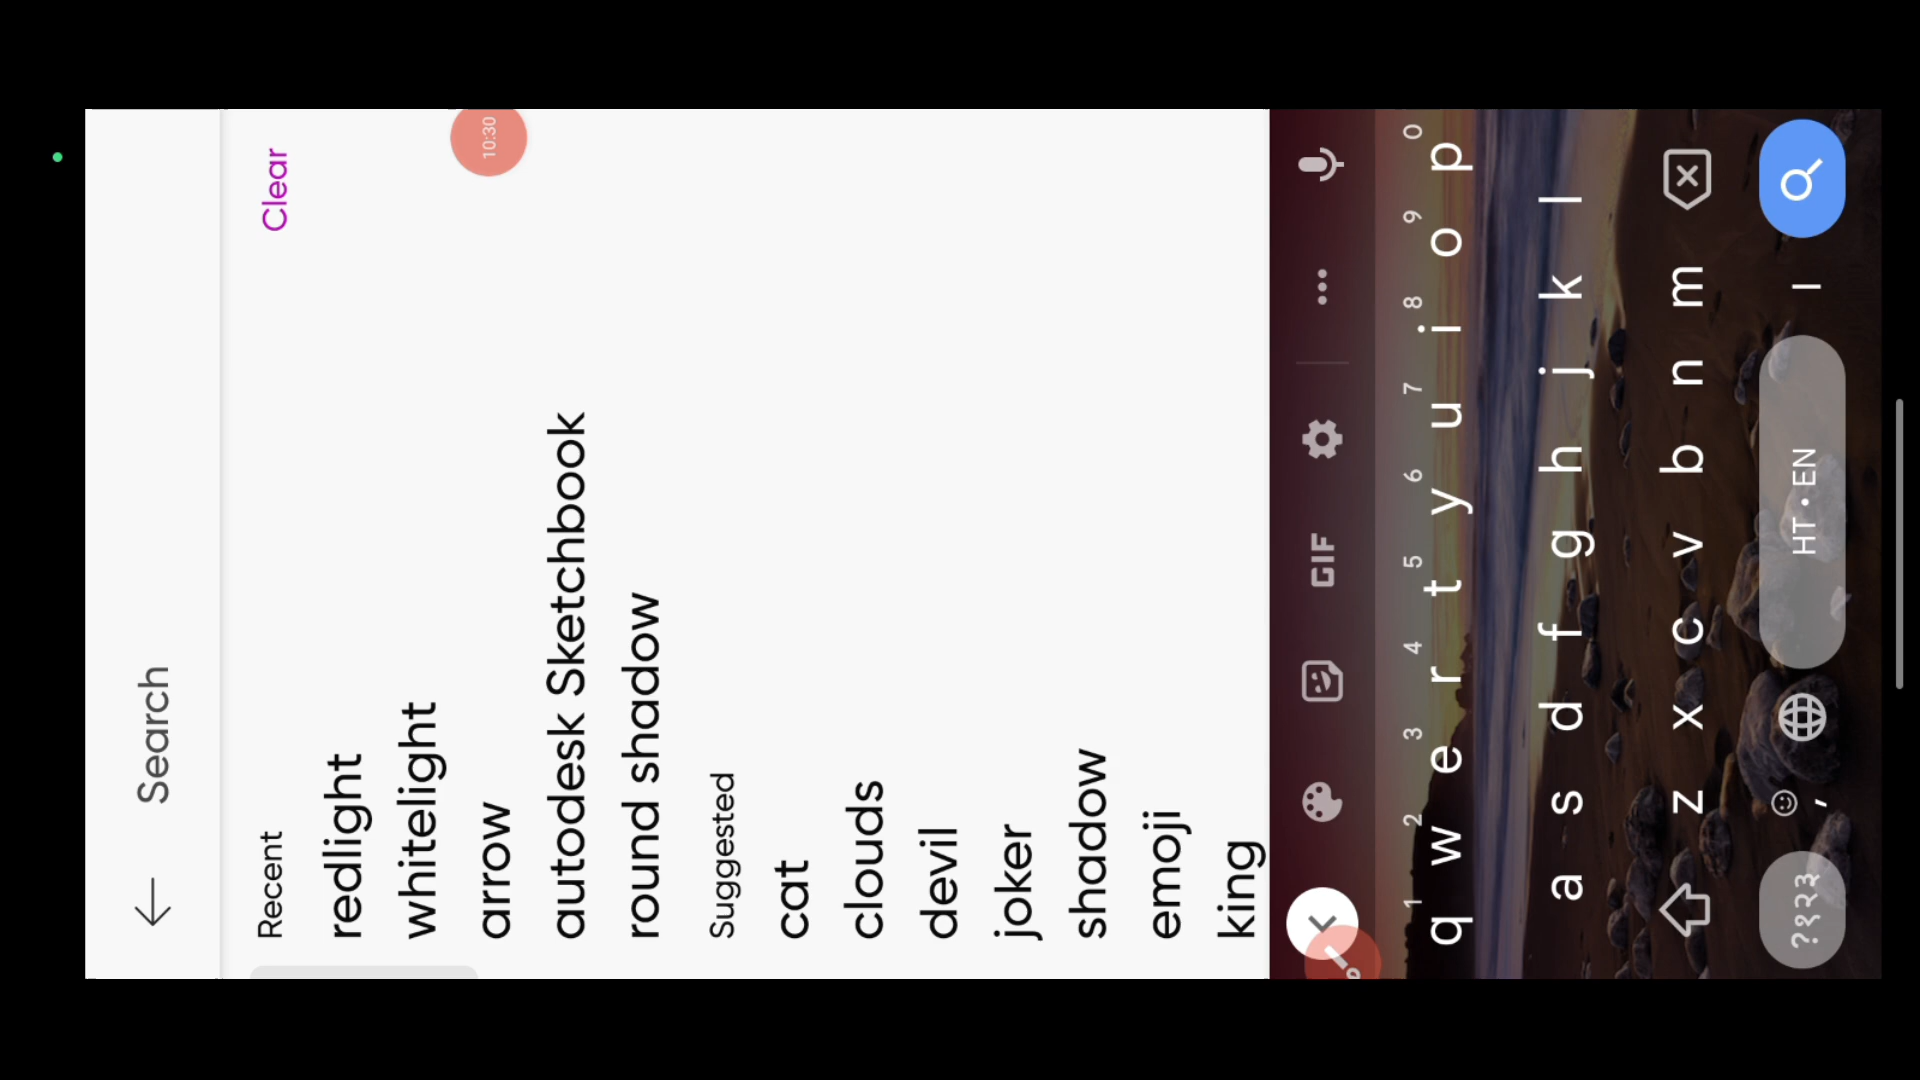 Search
Recent
Clear
redlight
whitelight
10:30
arrow
autodesk Sketchbook
round shadow
Suggested
cat
clouds
devil
joker
shadow
emoji
king
GIF
1 2 3 4 5 6 7 8 9 0
q w e r t y u i o p
a s d f g h j k l
z x c v b n m
, HT • EN